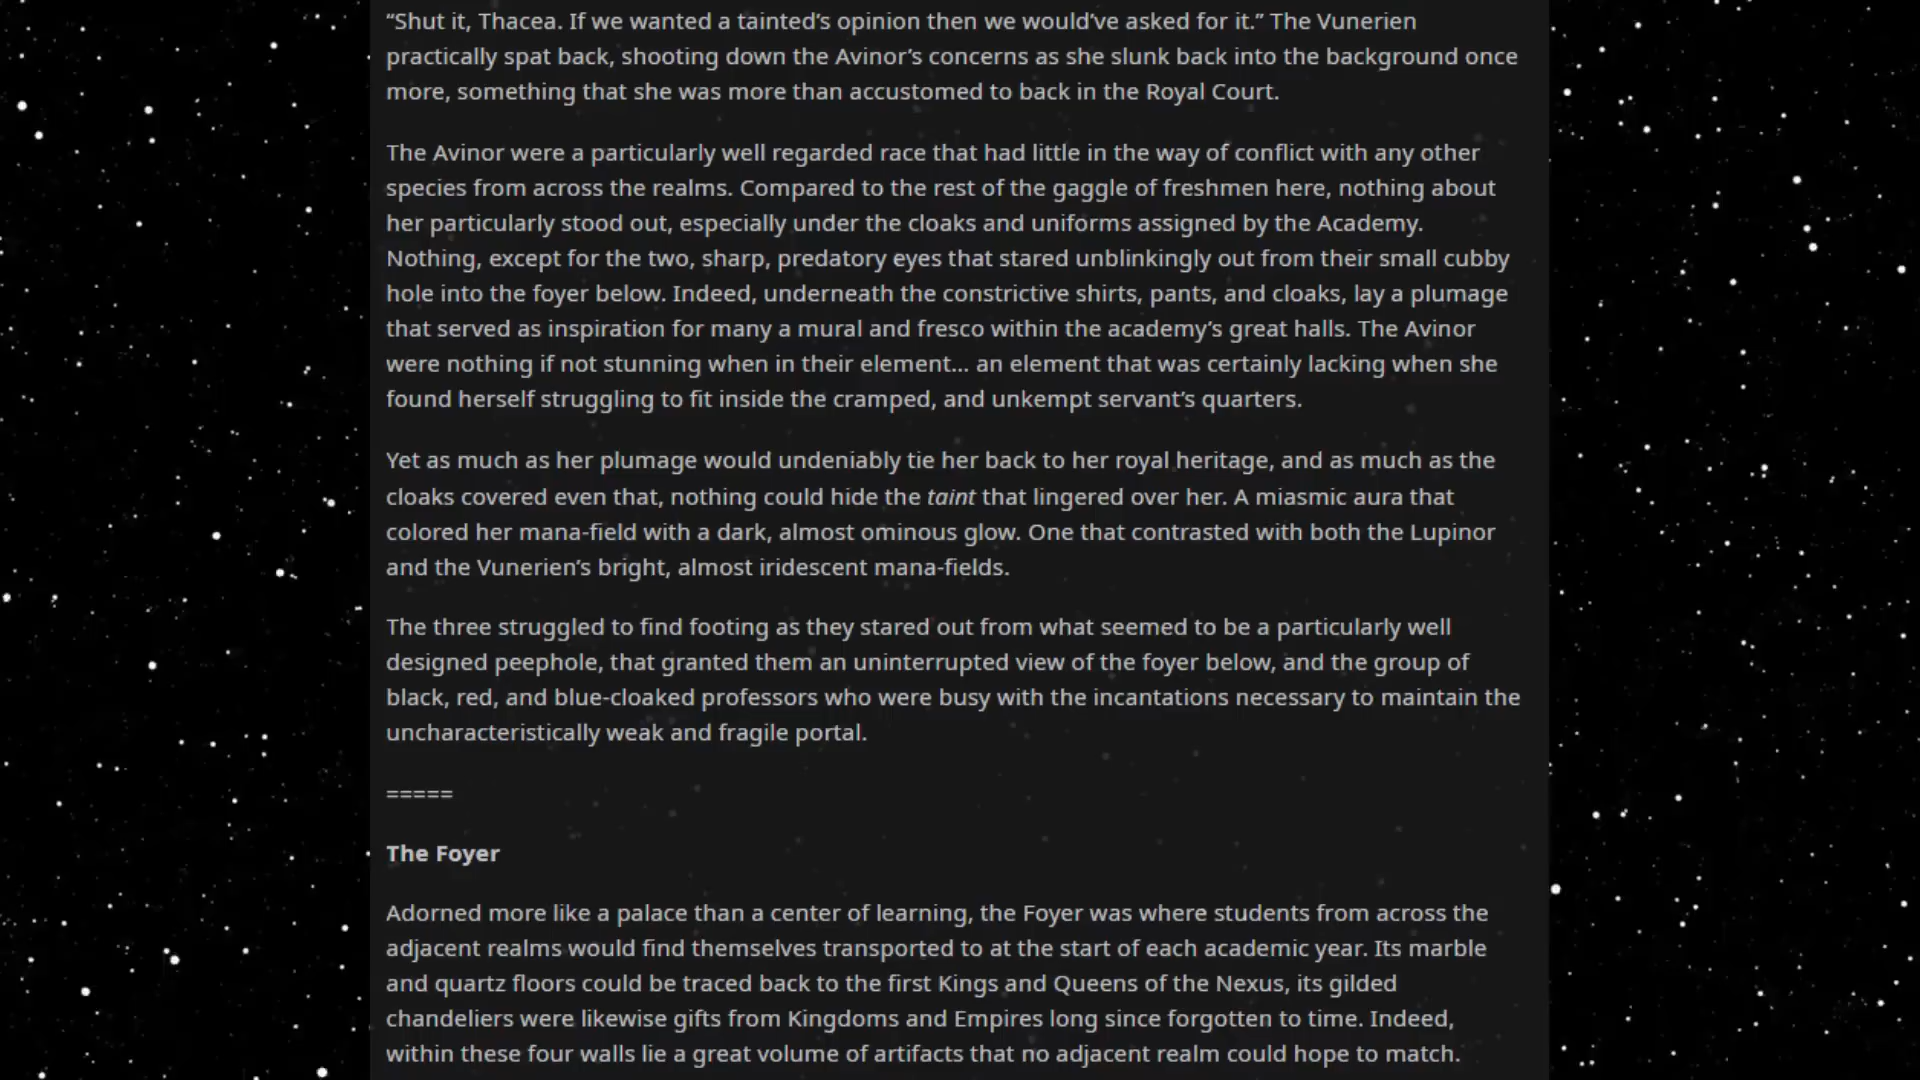 “Shut it, Thacea. If we wanted a tainted’s opinion then we would’ve asked for it.” The Vunerien
practically spat back, shooting down the Avinor’s concerns as she slunk back into the background once
more, something that she was more than accustomed to back in the Royal Court.
The Avinor were a particularly well regarded race that had little in the way of conflict with any other
species from across the realms. Compared to the rest of the gaggle of freshmen here, nothing about
her particularly stood out, especially under the cloaks and uniforms assigned by the Academy.
Nothing, except for the two, sharp, predatory eyes that stared unblinkingly out from their small cubby
hole into the foyer below. Indeed, underneath the constrictive shirts, pants, and cloaks, lay a plumage
that served as inspiration for many a mural and fresco within the academy’s great halls. The Avinor
were nothing if not stunning when in their element… an element that was certainly lacking when she
found herself struggling to fit inside the cramped, and unkempt servant’s quarters.
Yet as much as her plumage would undeniably tie her back to her royal heritage, and as much as the
cloaks covered even that, nothing could hide the taint that lingered over her. A miasmic aura that
colored her mana-field with a dark, almost ominous glow. One that contrasted with both the Lupinor
and the Vunerien’s bright, almost iridescent mana-fields.
The three struggled to find footing as they stared out from what seemed to be a particularly well
designed peephole, that granted them an uninterrupted view of the foyer below, and the group of
black, red, and blue-cloaked professors who were busy with the incantations necessary to maintain the
uncharacteristically weak and fragile portal.
=====
The Foyer
Adorned more like a palace than a center of learning, the Foyer was where students from across the
adjacent realms would find themselves transported to at the start of each academic year. Its marble
and quartz floors could be traced back to the first Kings and Queens of the Nexus, its gilded
chandeliers were likewise gifts from Kingdoms and Empires long since forgotten to time. Indeed,
within these four walls lie a great volume of artifacts that no adjacent realm could hope to match.